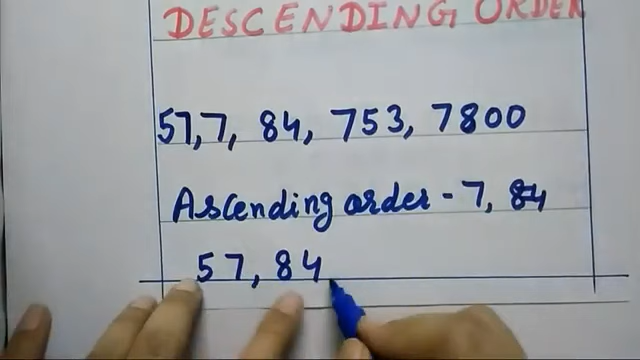 DESCENDING ORDER
57, 7, 84, 753, 7800
Ascending order - 7, 84
57, 84